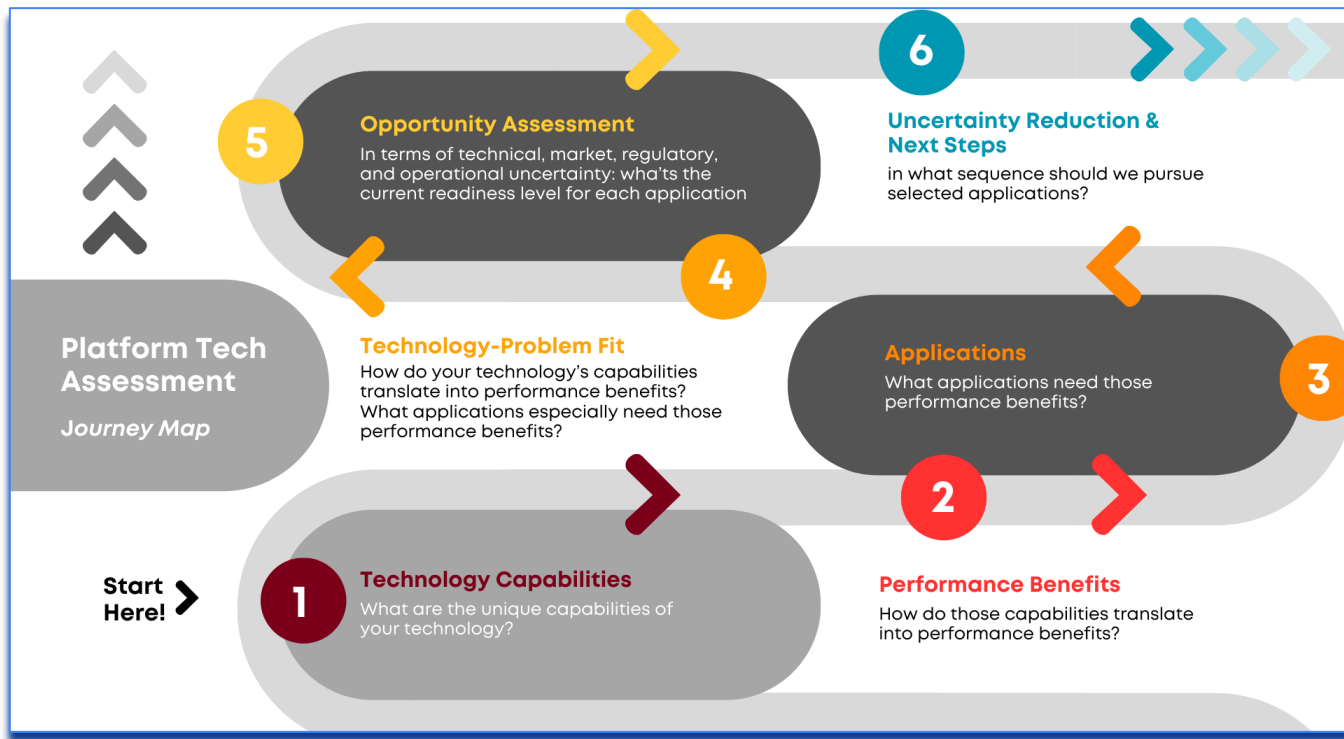 Platform Tech
Assessment
Journey Map
Start
Here!
1
Technology Capabilities
What are the unique capabilities of
your technology?
2
Performance Benefits
How do those capabilities translate
into performance benefits?
3
Applications
What applications need those
performance benefits?
4
Technology-Problem Fit
How do your technology's capabilities
translate into performance benefits?
What applications especially need those
performance benefits?
5
Opportunity Assessment
In terms of technical, market, regulatory,
and operational uncertainty: wha'ts the
current readiness level for each application
6
Uncertainty Reduction &
Next Steps
in what sequence should we pursue
selected applications?